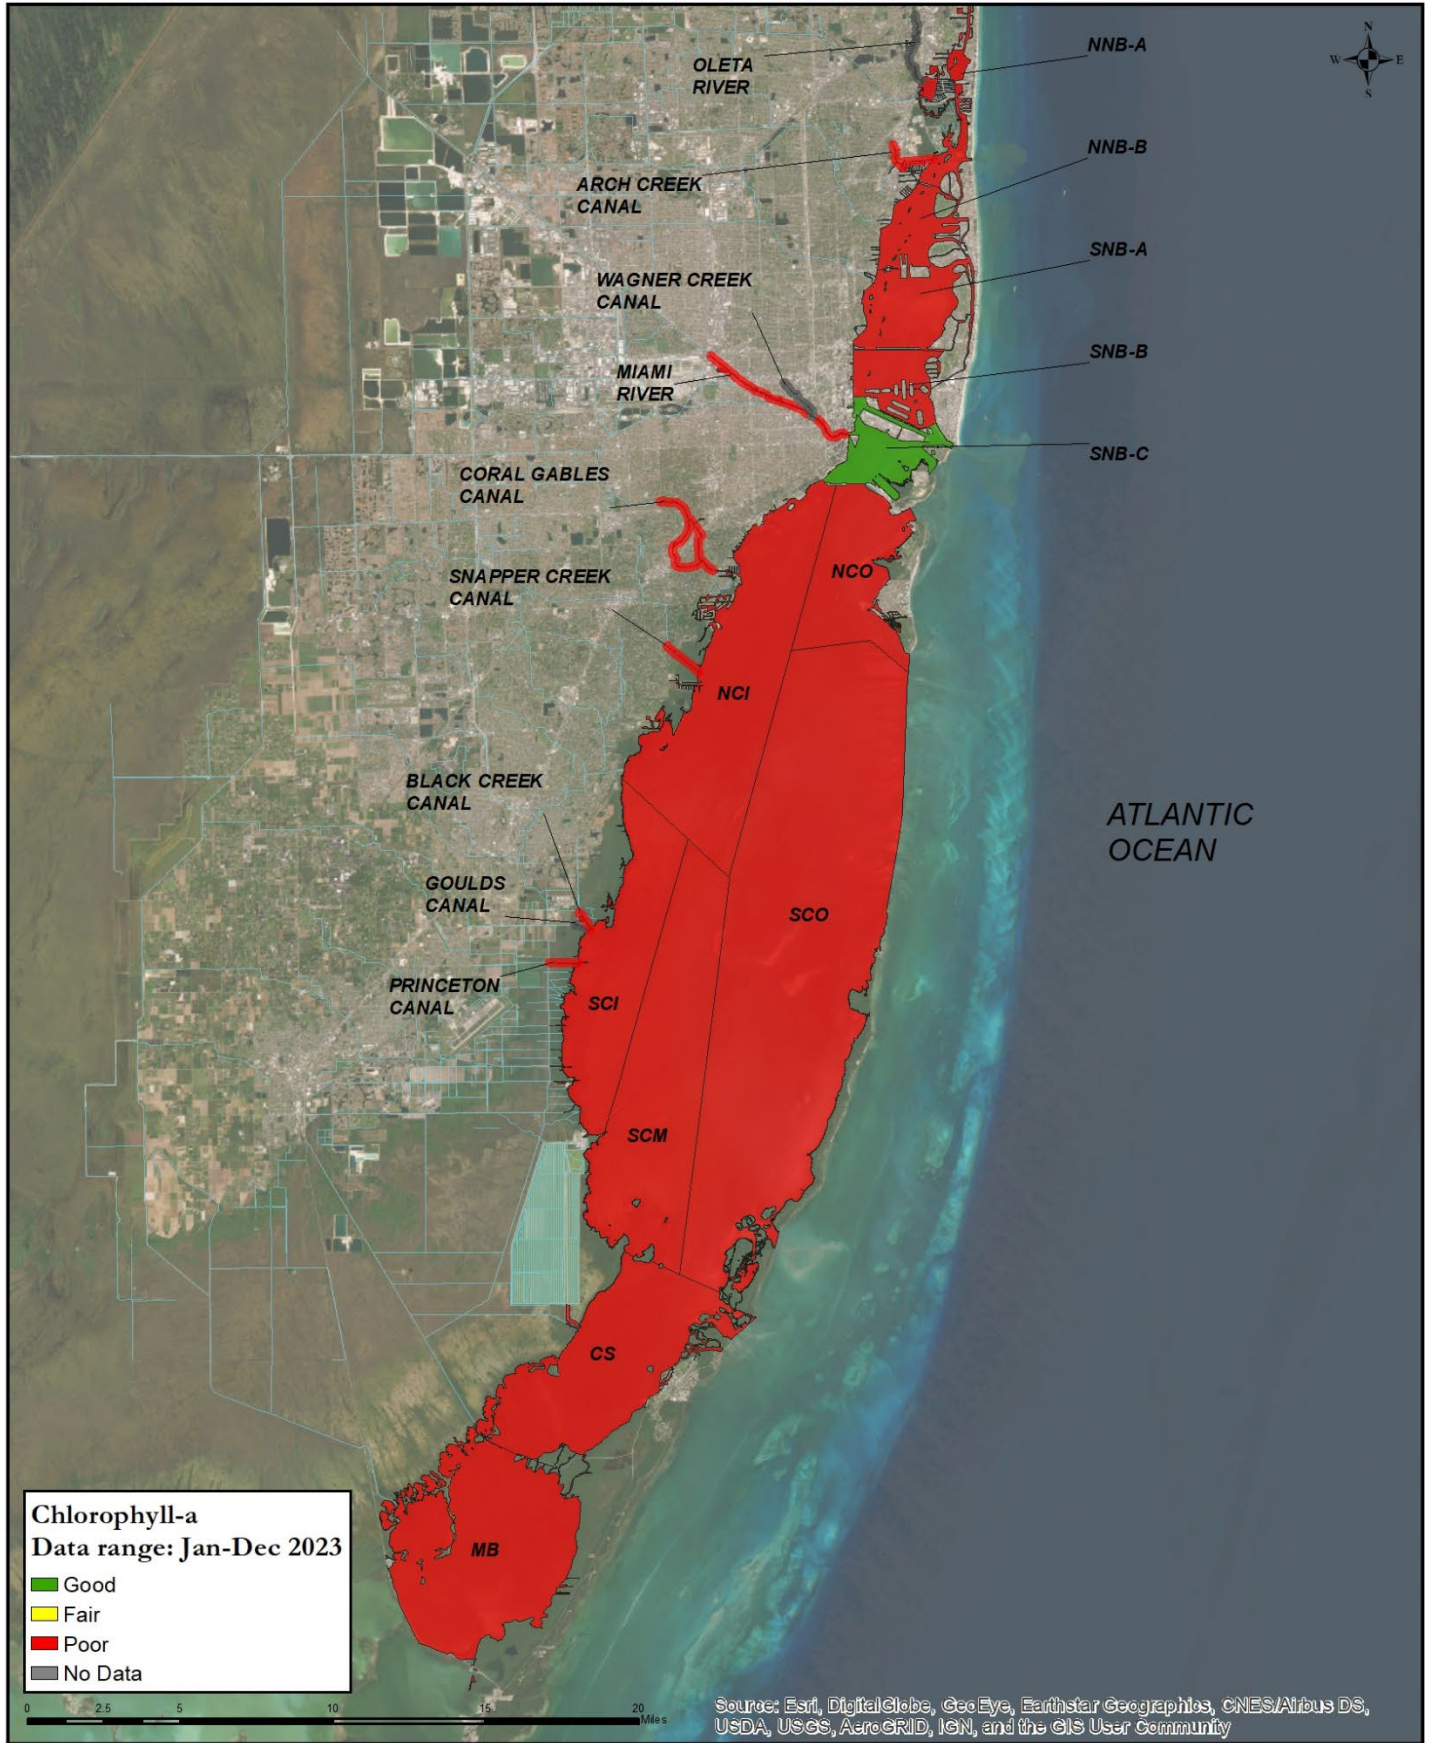 N
W E
S
OLETA
RIVER
NNB-A
NNB-B
ARCH CREEK
CANAL
SNB-A
WAGNER CREEK
CANAL
SNB-B
MIAMI
RIVER
SNB-C
CORAL GABLES
CANAL
NCO
SNAPPER CREEK
CANAL
NCI
BLACK CREEK
CANAL
ATLANTIC
OCEAN
GOULDS
CANAL
SCO
PRINCETON
CANAL
SCI
SCM
CS
MB
Chlorophyll-a
Data range: Jan-Dec 2023
Good
Fair
Poor
No Data
0 2.5 5 10 15 20
Miles
Source: Esri, DigitalGlobe, GeoEye, Earthstar Geographics, CNES/Airbus DS,
USDA, USGS, AeroGRID, IGN, and the GIS User Community